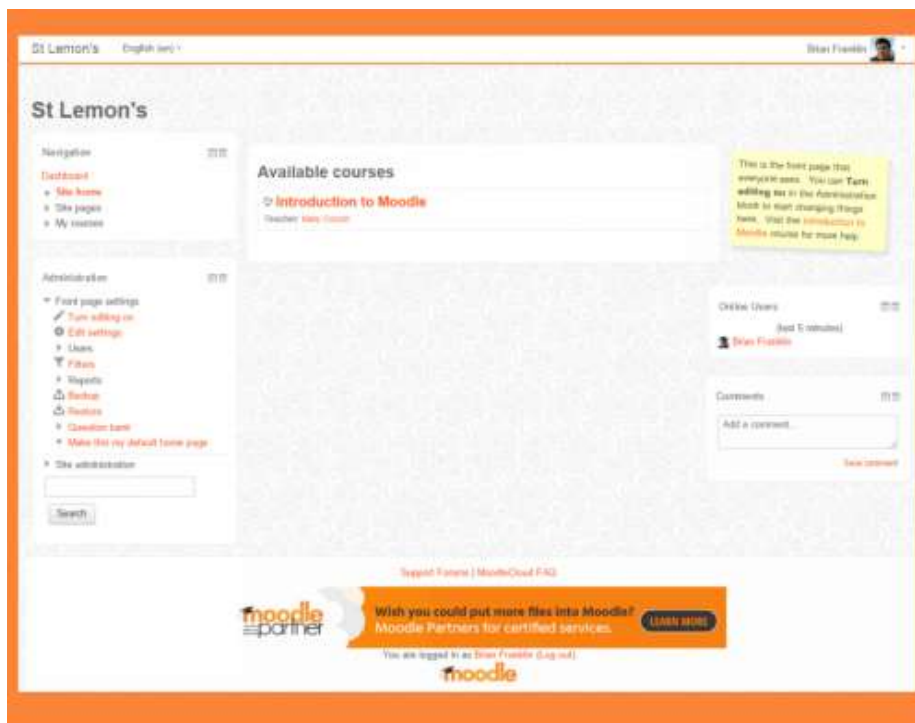 St Lemon's English (en)
Brian Franklin
St Lemon's
Navigation
Dashboard
Site home
Site pages
My courses
Administration
Front page settings
Turn editing on
Edit settings
Users
Filters
Reports
Backup
Restore
Question bank
Make this my default home page
Site administration
Search
Available courses
Introduction to Moodle
Teacher:
This is the front page that
everyone sees. You can Turn
editing on in the Administration
block to start changing things
here. Visit the Introduction to
Moodle course for more help.
Online Users
(last 5 minutes)
Brian Franklin
Comments
Add a comment...
Save comment
Support Forums | MoodleCloud FAQ
moodle
partner
Wish you could put more files into Moodle?
Moodle Partners for certified services.
LEARN MORE
You are logged in as Brian Franklin (Log out)
moodle